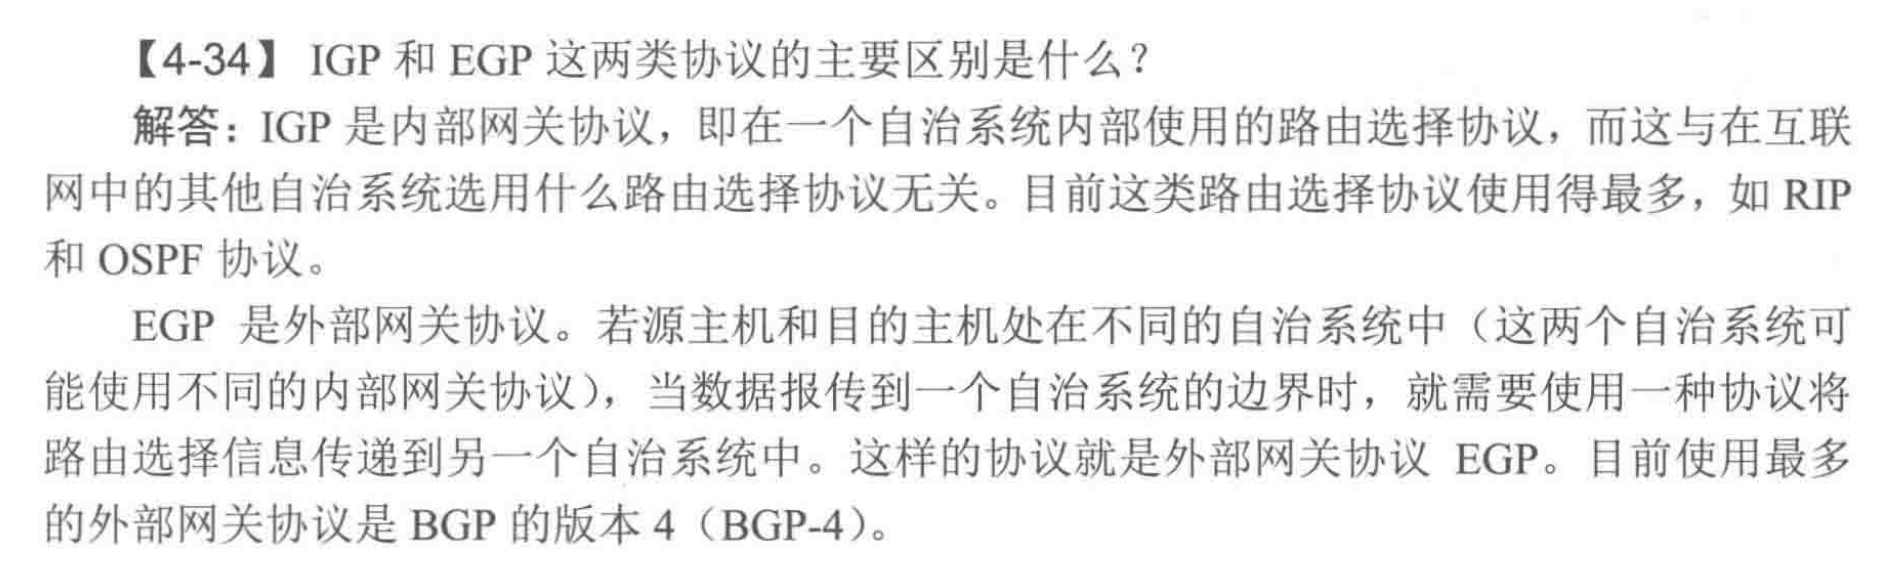 【4-34】 IGP 和 EGP 这两类协议的主要区别是什么？
解答：IGP 是内部网关协议，即在一个自治系统内部使用的路由选择协议，而这与在互联
网中的其他自治系统选用什么路由选择协议无关。目前这类路由选择协议使用得最多，如 RIP
和 OSPF 协议。
EGP 是外部网关协议。若源主机和目的主机处在不同的自治系统中（这两个自治系统可
能使用不同的内部网关协议），当数据报传到一个自治系统的边界时，就需要使用一种协议将
路由选择信息传递到另一个自治系统中。这样的协议就是外部网关协议 EGP。目前使用最多
的外部网关协议是 BGP 的版本 4（BGP-4）。